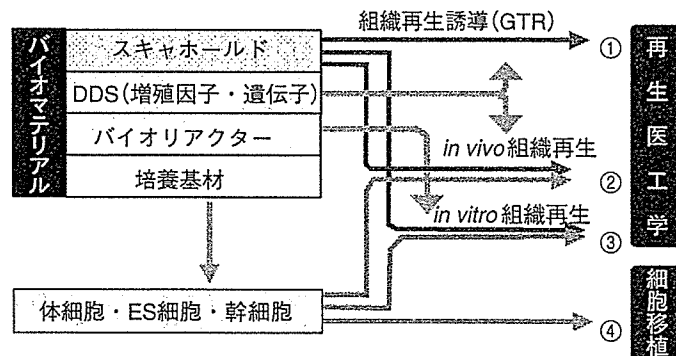 組織再生誘導(GTR)
バイオマテリアル
スキャホールド
DDS(増殖因子・遺伝子)
バイオリアクター
培養基材
in vivo組織再生
in vitro組織再生
体細胞・ES細胞・幹細胞
①
②
③
④
再生医工学
細胞移植